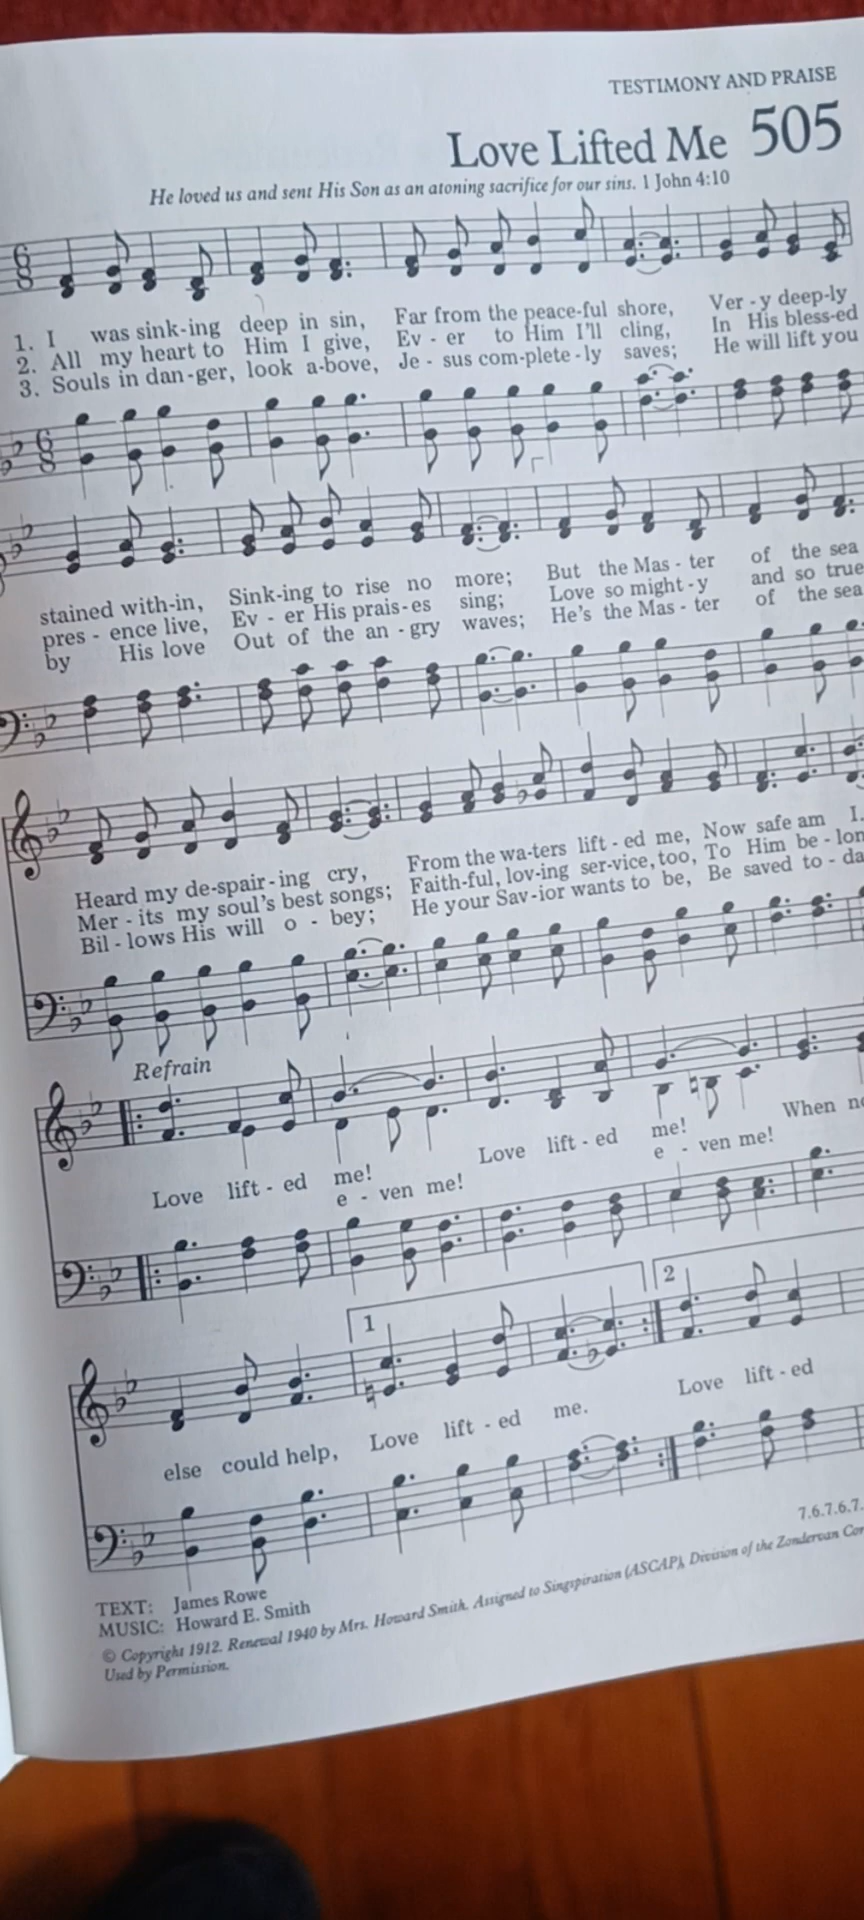 TESTIMONY AND PRAISE
Love Lifted Me 505
He loved us and sent His Son as an atoning sacrifice for our sins. 1 John 4:10
1. I was sink-ing deep in sin, Far from the peace-ful shore, Ver - y deep-ly
2. All my heart to Him I give, Ev - er to Him I'll cling, In His bless-ed
3. Souls in dan-ger, look a-bove, Je - sus com-plete-ly saves; He will lift you
stained with-in, Sink-ing to rise no more; But the Mas - ter of the sea
pres - ence live, Ev - er His prais-es sing; Love so might-y and so true
by His love Out of the an - gry waves; He's the Mas - ter of the sea
Heard my de-spair-ing cry, From the wa-ters lift - ed me, Now safe am I.
Mer - its my soul's best songs; Faith-ful, lov-ing ser-vice, too, To Him be - lon
Bil - lows His will o - bey; He your Sav-ior wants to be, Be saved to - da
Refrain
Love lift - ed me! Love lift - ed me! When no
e - ven me! e - ven me!
1 2
else could help, Love lift - ed me. Love lift - ed
7.6.7.6.7.
TEXT: James Rowe
MUSIC: Howard E. Smith
© Copyright 1912. Renewal 1940 by Mrs. Howard Smith. Assigned to Singspiration (ASCAP), Division of the Zondervan Cor
Used by Permission.